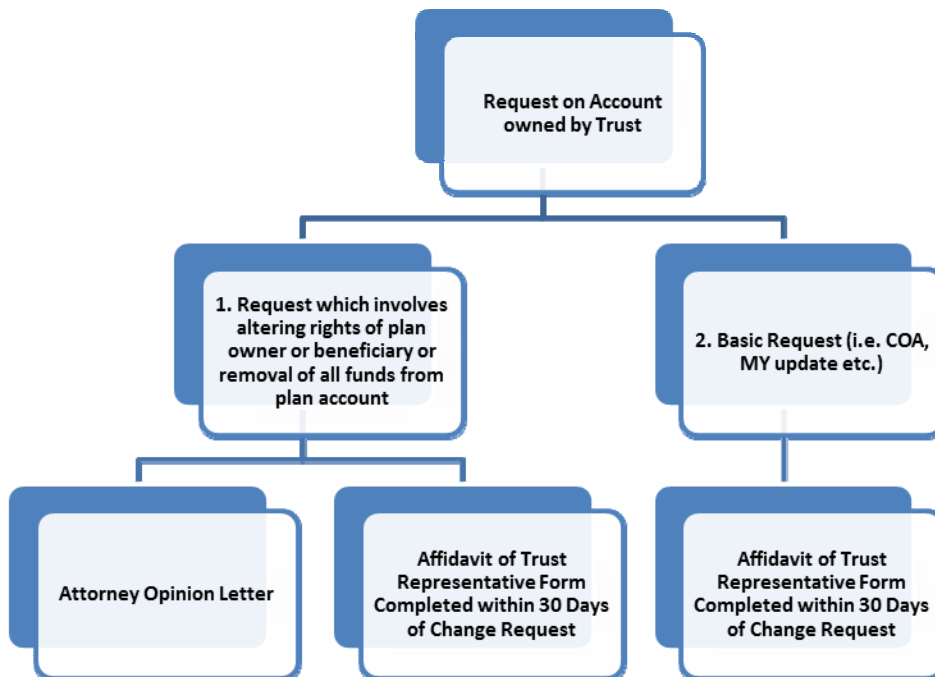 Request on Account
owned by Trust
1. Request which involves
altering rights of plan
owner or beneficiary or
removal of all funds from
plan account
2. Basic Request (i.e. COA,
MY update etc.)
Attorney Opinion Letter
Affidavit of Trust
Representative Form
Completed within 30 Days
of Change Request
Affidavit of Trust
Representative Form
Completed within 30 Days
of Change Request